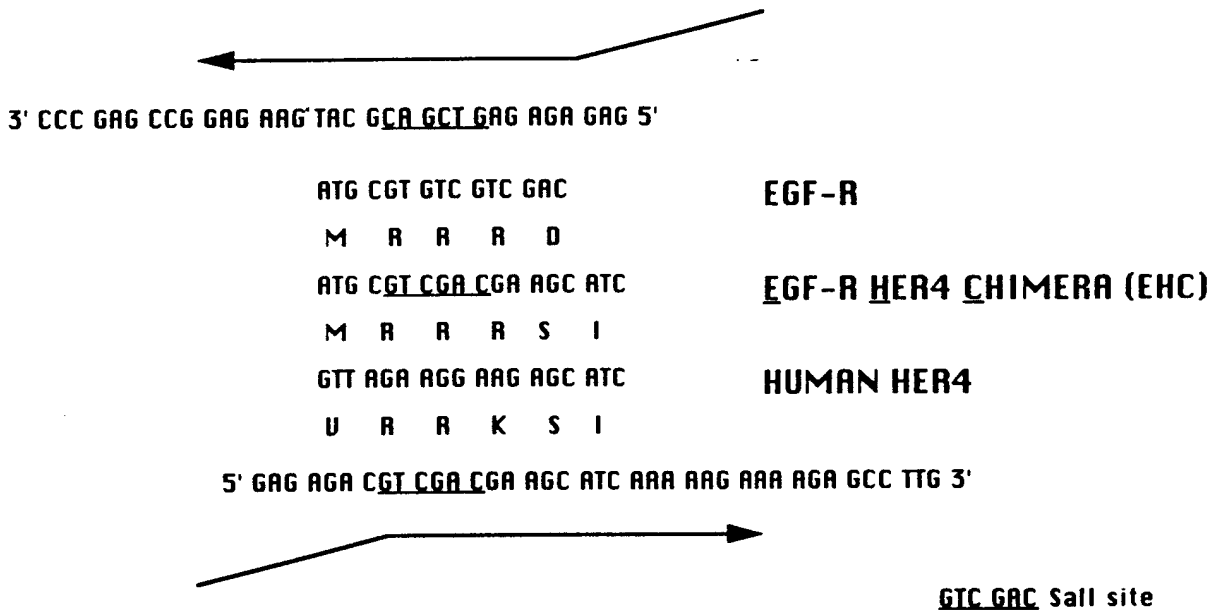 3' CCC GAG CCG GAG AAG TAC GCA GCT GAG AGA GAG 5'
ATG CGT GTC GTC GAC EGF-R
M R R R D
ATG CGT CGA CGA AGC ATC EGF-R HER4 CHIMERA (EHC)
M R R R S I
GTT AGA AGG AAG AGC ATC HUMAN HER4
V R R K S I
5' GAG AGA CGT CGA CGA AGC ATC AAA AAG AAA AGA GCC TTG 3'
GTC GAC SalI site